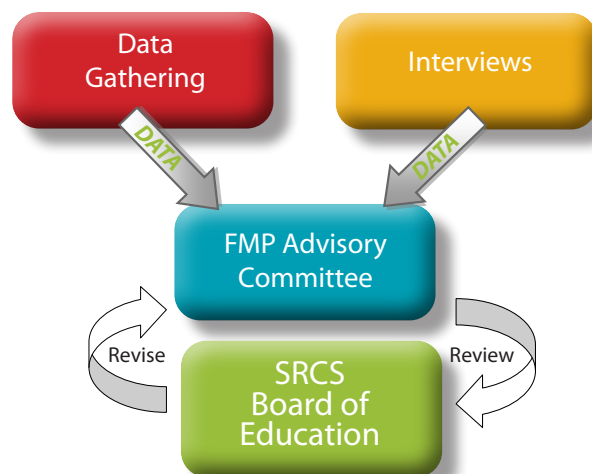 Data
Gathering
Interviews
DATA
DATA
FMP Advisory
Committee
Revise
Review
SRCS
Board of
Education